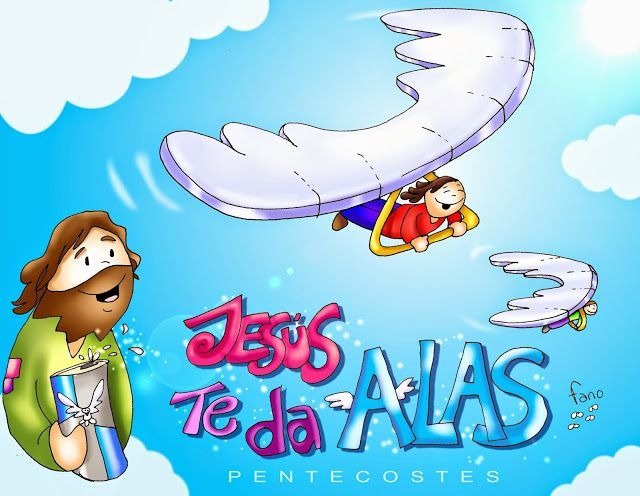 JESÚS
Te da ALAS
fano
PENTECOSTES